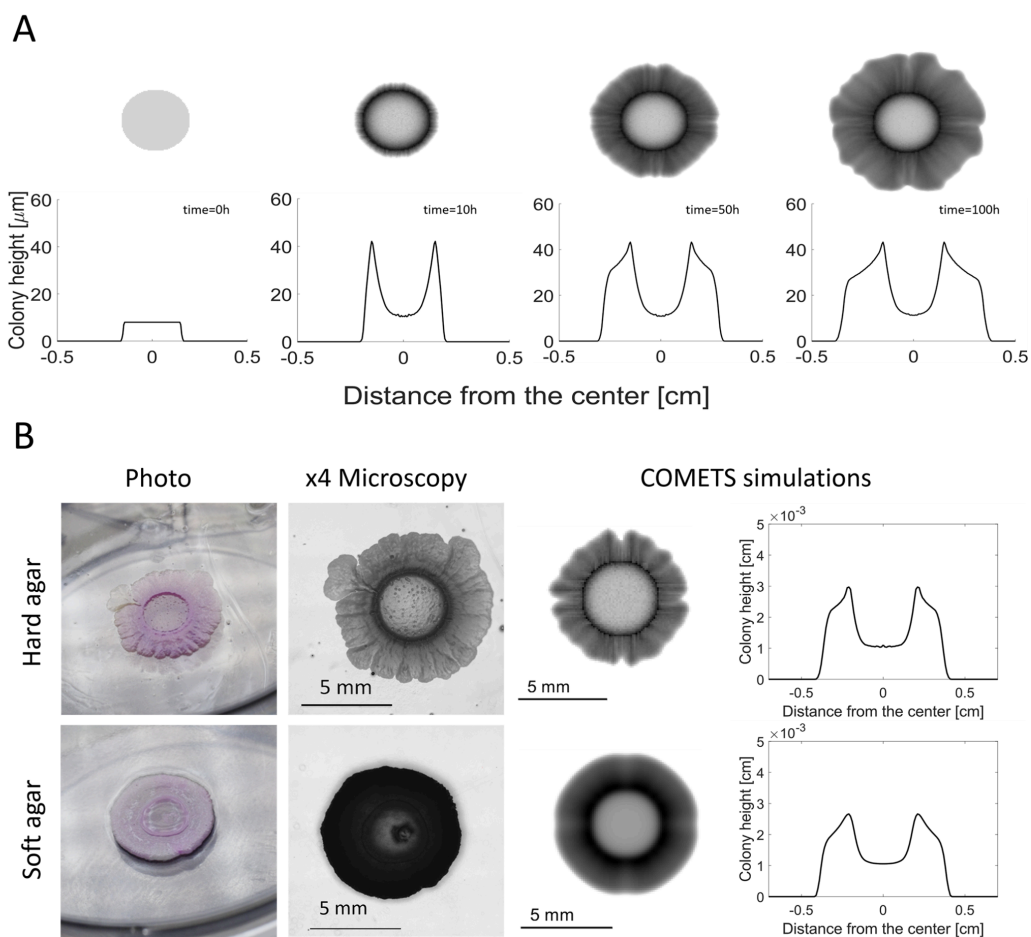 A
time=0h
time=10h
time=50h
time=100h
Colony height [μm]
60
40
20
0
-0.5
0
0.5
60
40
20
0
-0.5
0
0.5
60
40
20
0
-0.5
0
0.5
60
40
20
0
-0.5
0
0.5
Distance from the center [cm]
B
Photo
x4 Microscopy
COMETS simulations
Hard agar
5 mm
5 mm
×10⁻³
Colony height [cm]
5
4
3
2
1
0
-0.5
0
0.5
Distance from the center [cm]
Soft agar
5 mm
5 mm
×10⁻³
Colony height [cm]
5
4
3
2
1
0
-0.5
0
0.5
Distance from the center [cm]